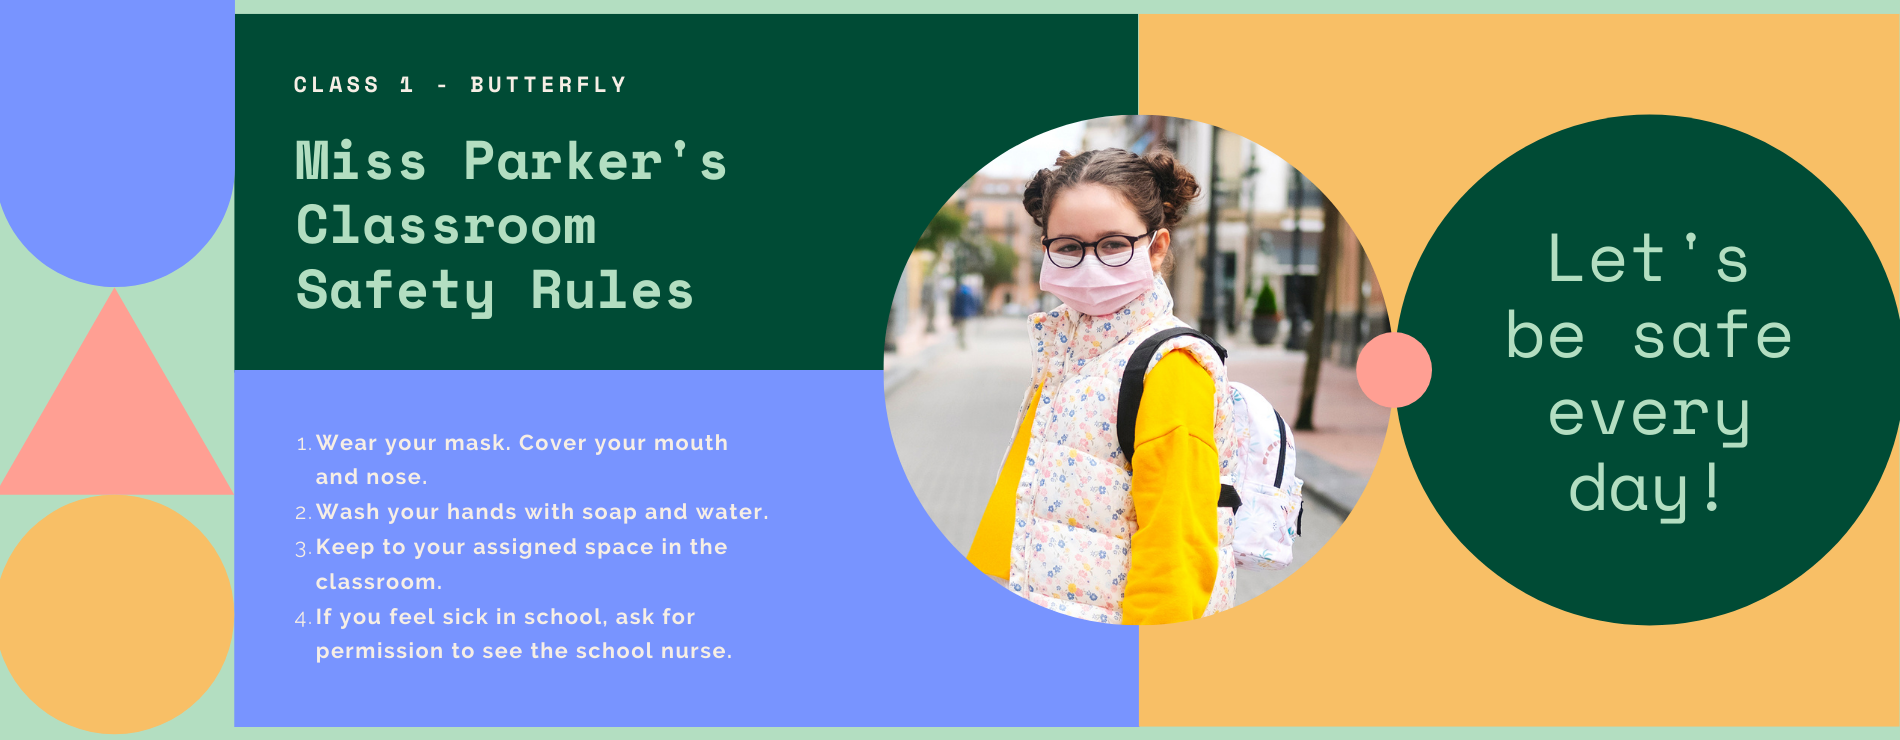 CLASS 1 - BUTTERFLY
Miss Parker's
Classroom
Safety Rules
1. Wear your mask. Cover your mouth
and nose.
2. Wash your hands with soap and water.
3. Keep to your assigned space in the
classroom.
4. If you feel sick in school, ask for
permission to see the school nurse.
Let's
be safe
every
day!